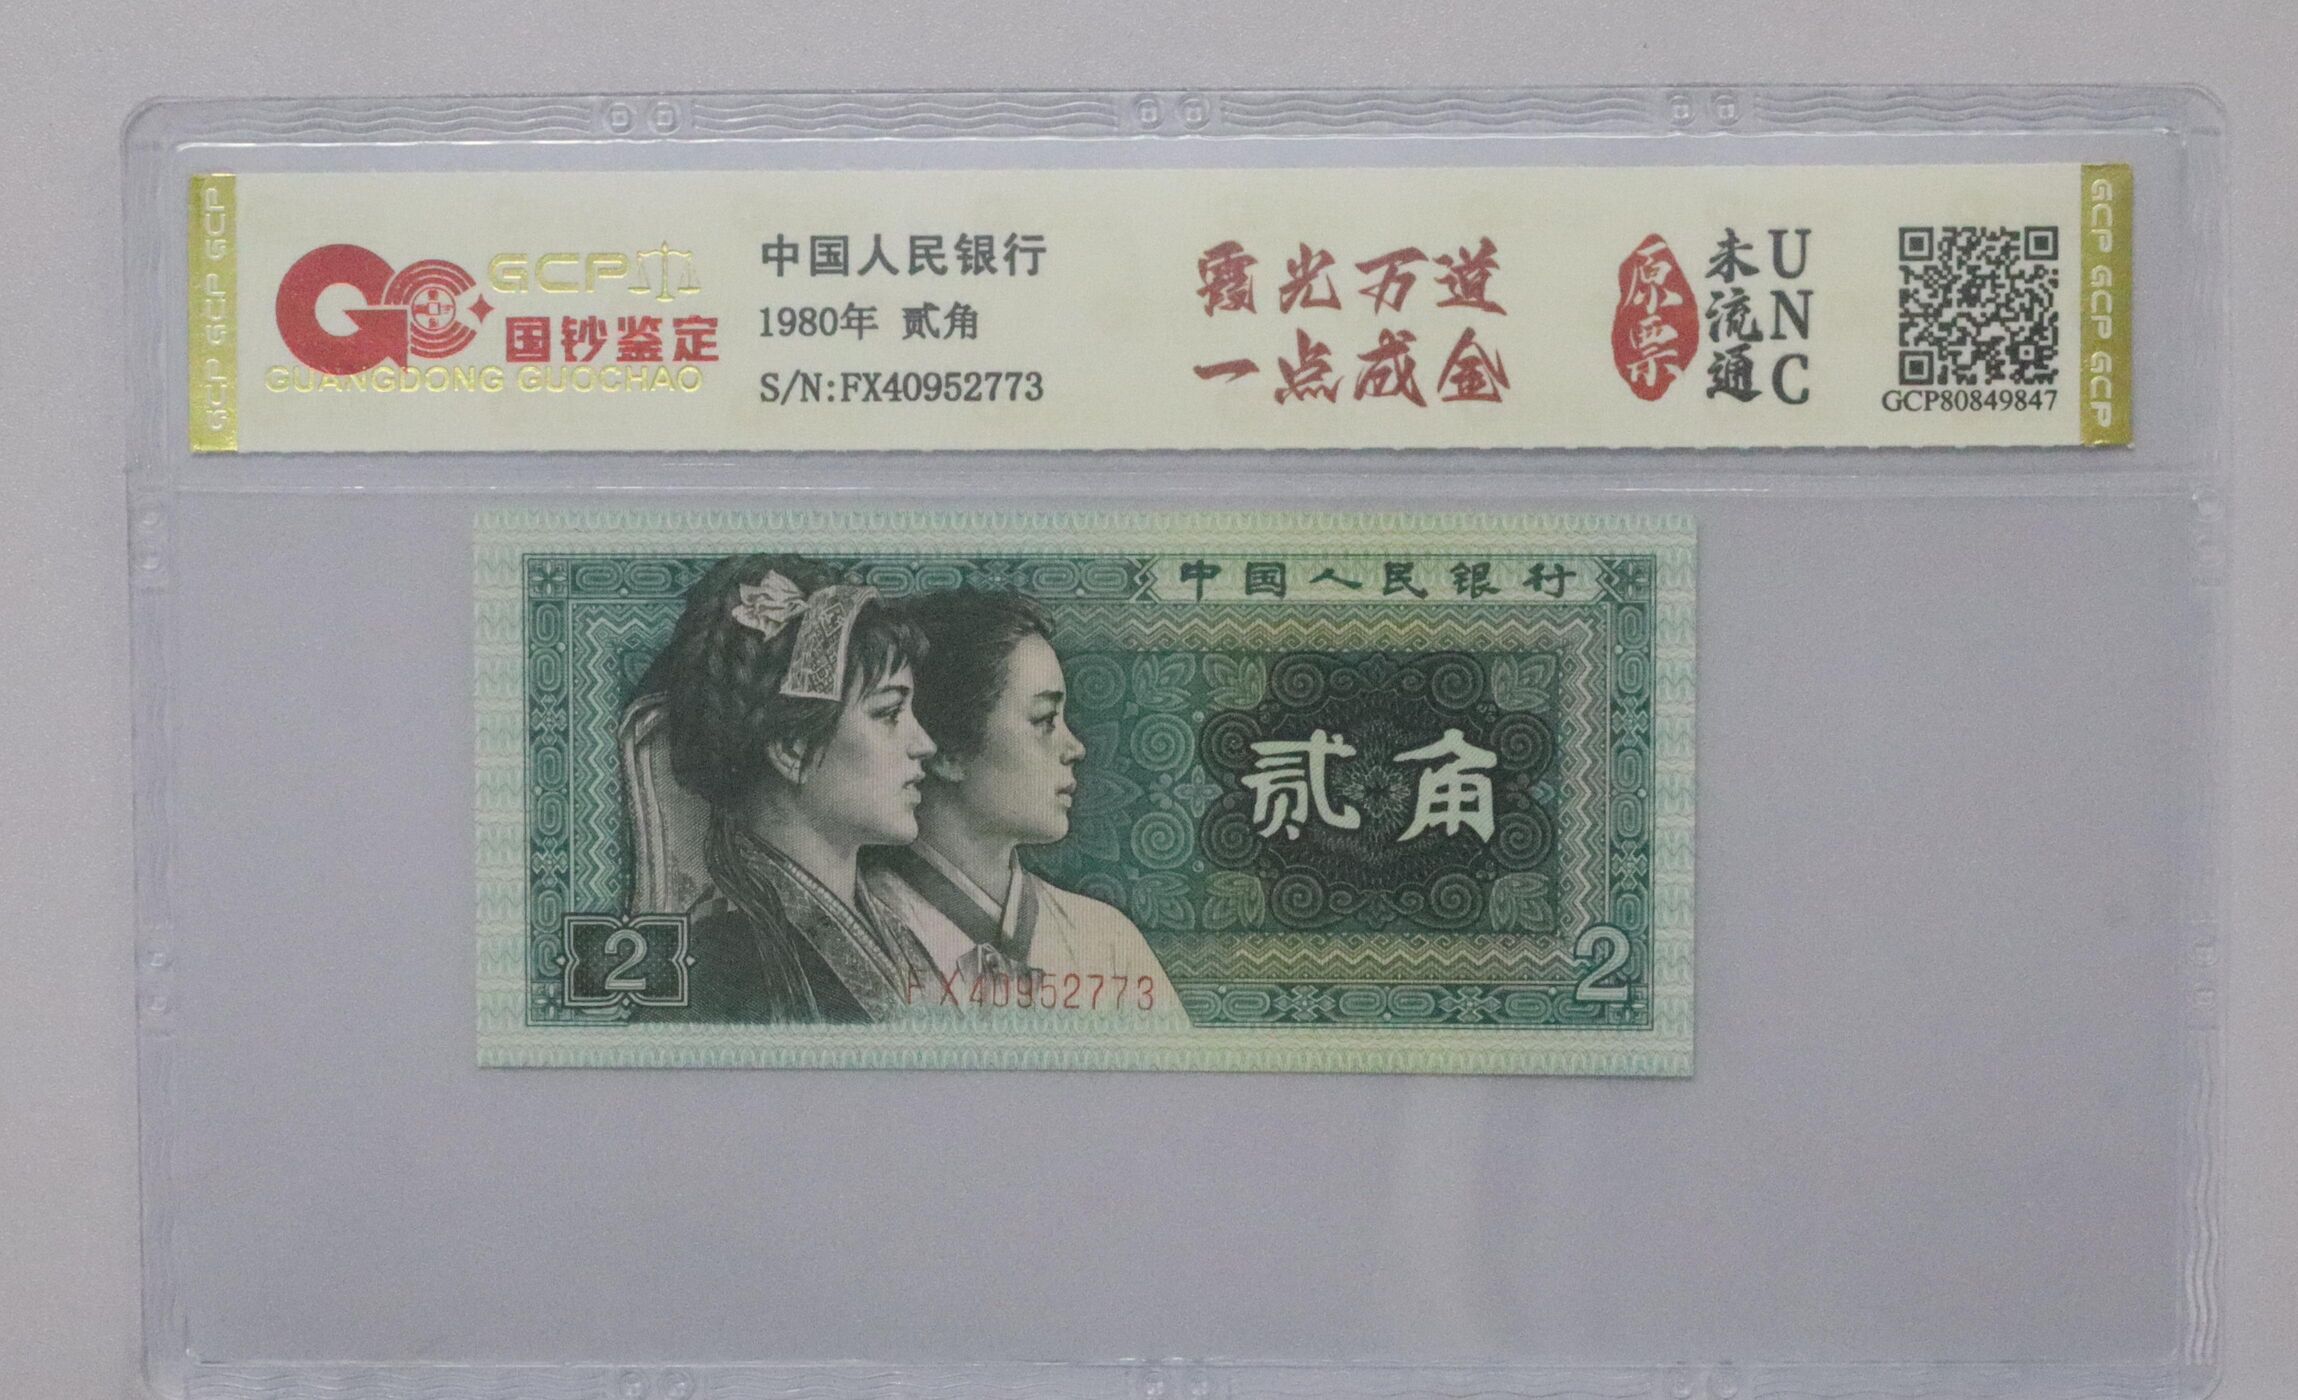 GCP GCP GCP
GCP
国钞鉴定
GUANGDONG GUOCHAO
中国人民银行
1980年 贰角
S/N:FX40952773
霞光万道
一点成金
原票
未流通
UNC
GCP80849847
GCP GCP GCP
中国人民银行
贰角
2
FX40952773
2